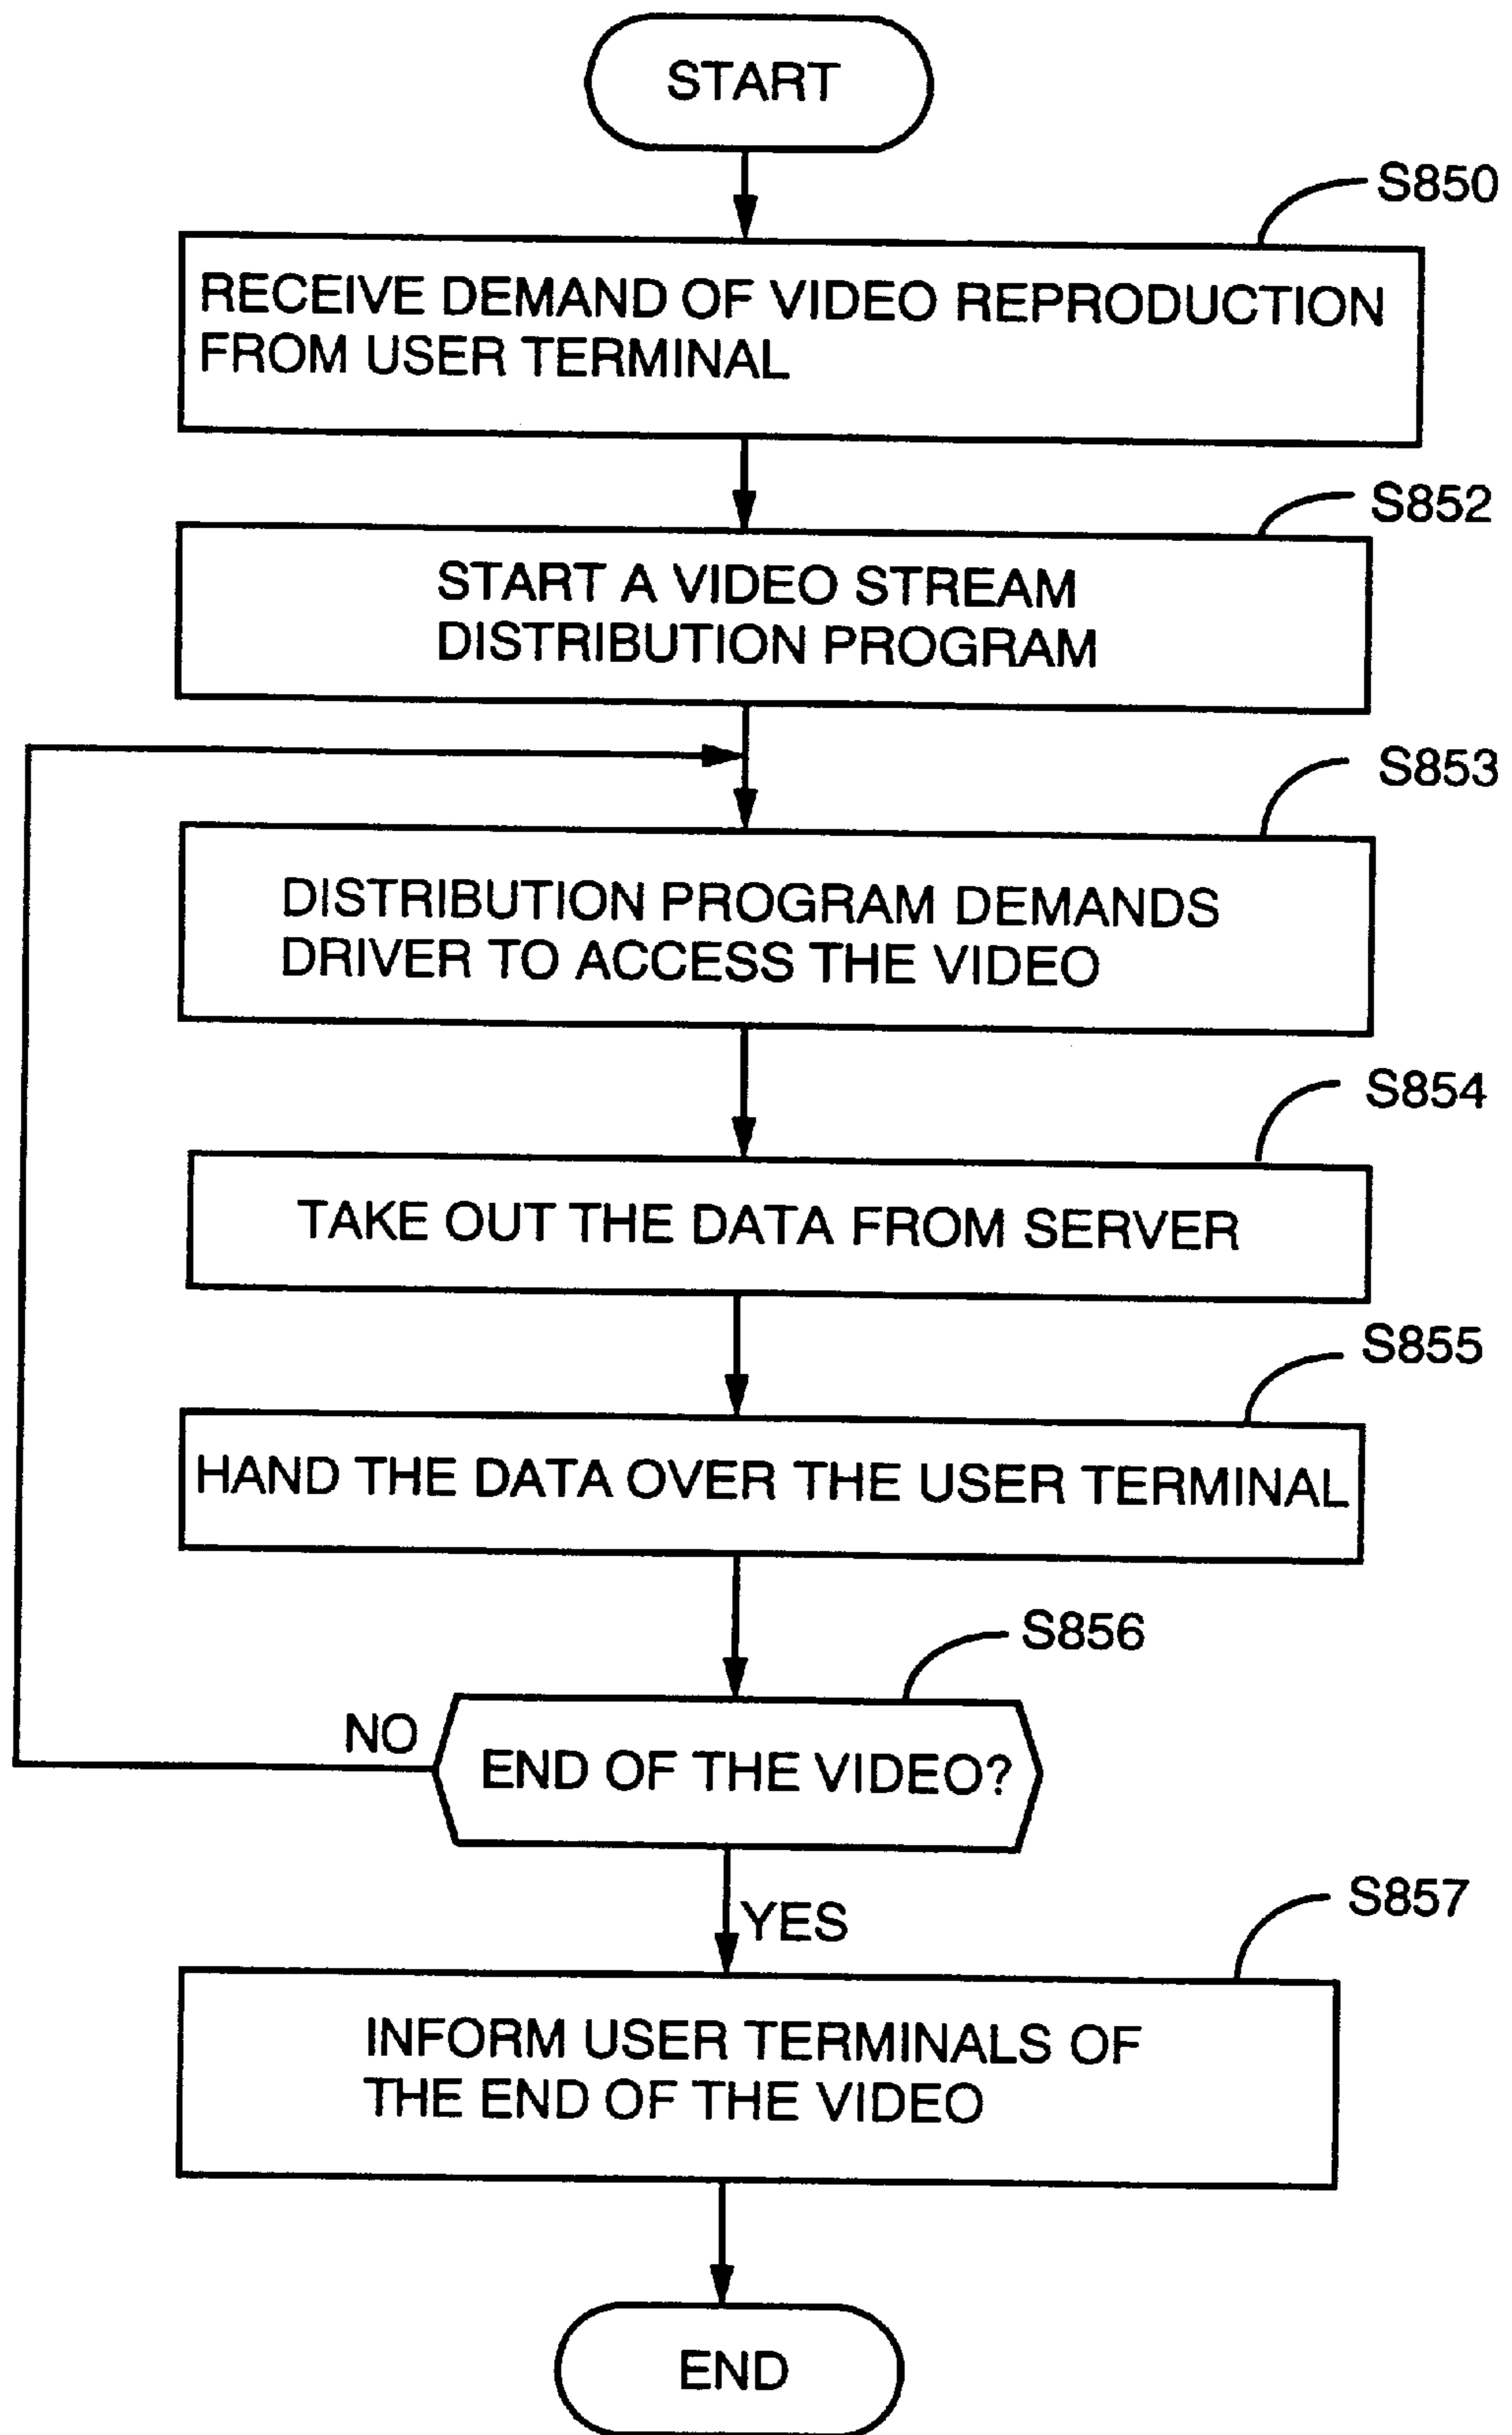 START
S850
RECEIVE DEMAND OF VIDEO REPRODUCTION
FROM USER TERMINAL
S852
START A VIDEO STREAM
DISTRIBUTION PROGRAM
S853
DISTRIBUTION PROGRAM DEMANDS
DRIVER TO ACCESS THE VIDEO
S854
TAKE OUT THE DATA FROM SERVER
S855
HAND THE DATA OVER THE USER TERMINAL
S856
NO
END OF THE VIDEO?
YES
S857
INFORM USER TERMINALS OF
THE END OF THE VIDEO
END